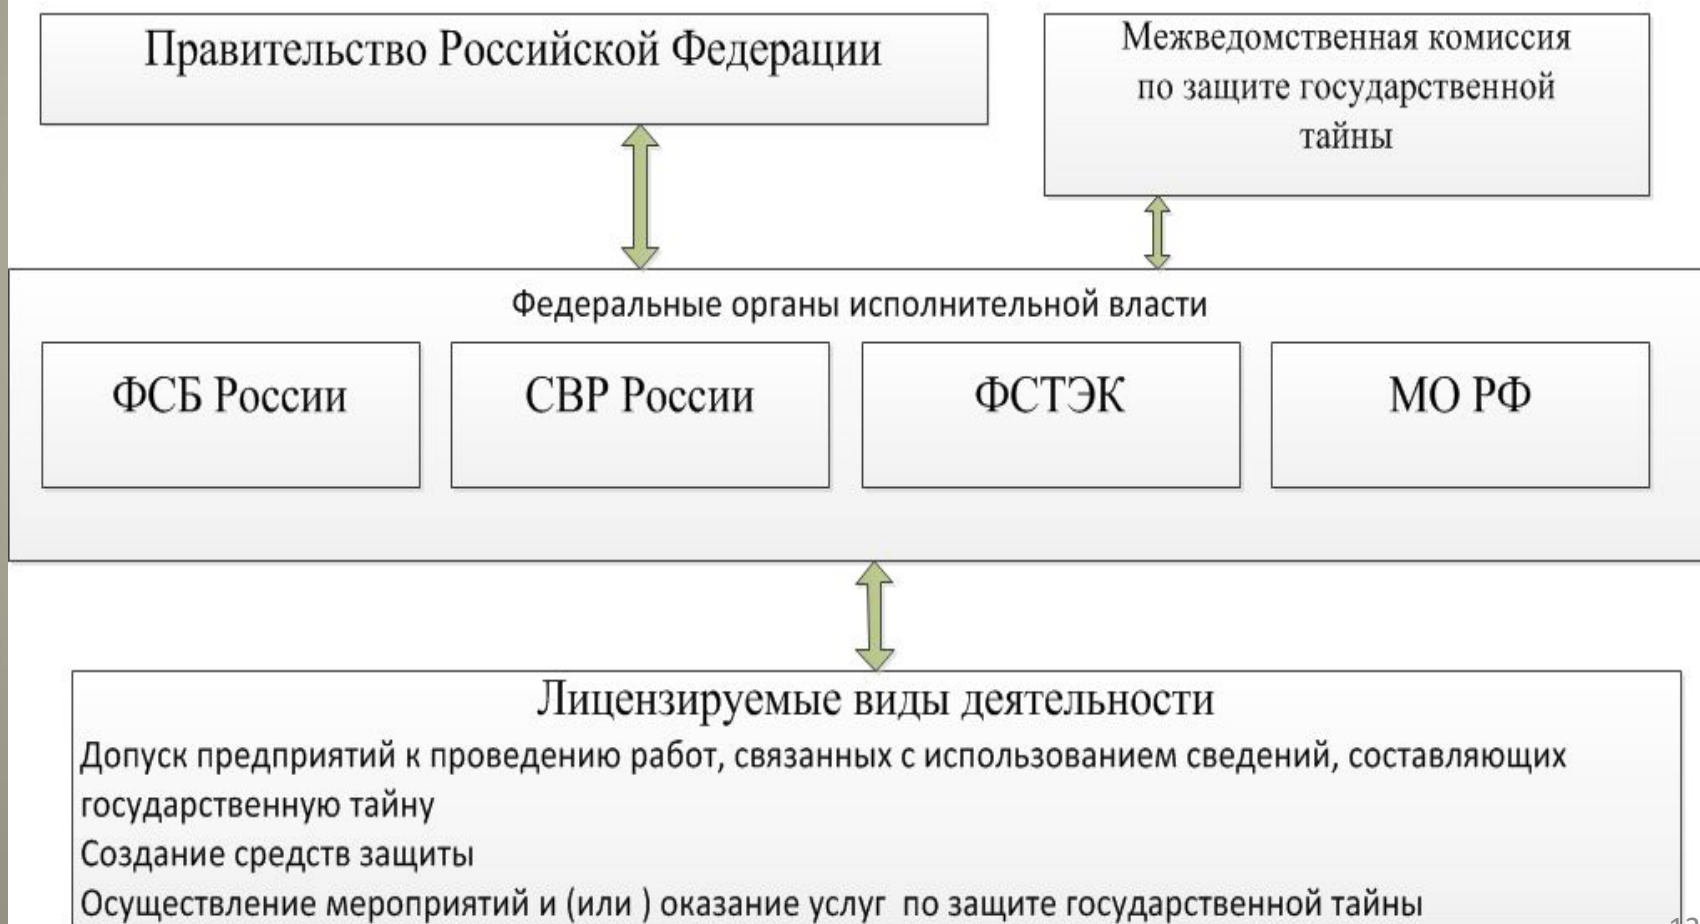 Правительство Российской Федерации
Межведомственная комиссия
по защите государственной
тайны
Федеральные органы исполнительной власти
ФСБ России
СВР России
ФСТЭК
МО РФ
Лицензируемые виды деятельности
Допуск предприятий к проведению работ, связанных с использованием сведений, составляющих
государственную тайну
Создание средств защиты
Осуществление мероприятий и (или ) оказание услуг  по защите государственной тайны